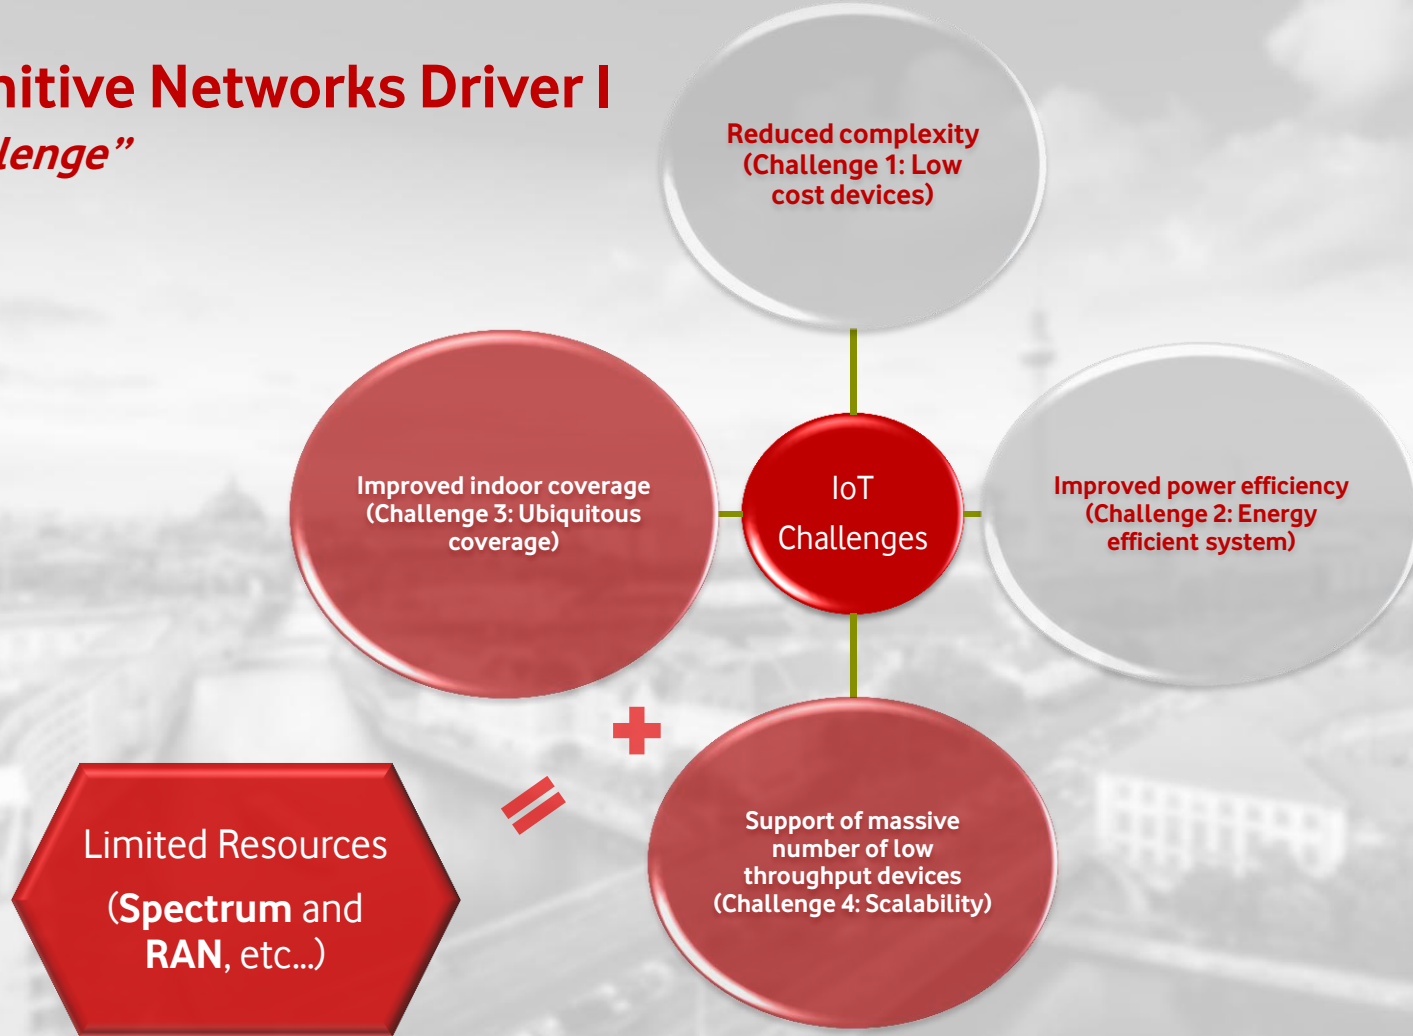 nitive Networks Driver I
llenge”
Reduced complexity
(Challenge 1: Low
cost devices)
Improved indoor coverage
(Challenge 3: Ubiquitous
coverage)
IoT
Challenges
Improved power efficiency
(Challenge 2: Energy
efficient system)
Support of massive
number of low
throughput devices
(Challenge 4: Scalability)
Limited Resources
(Spectrum and
RAN, etc...)